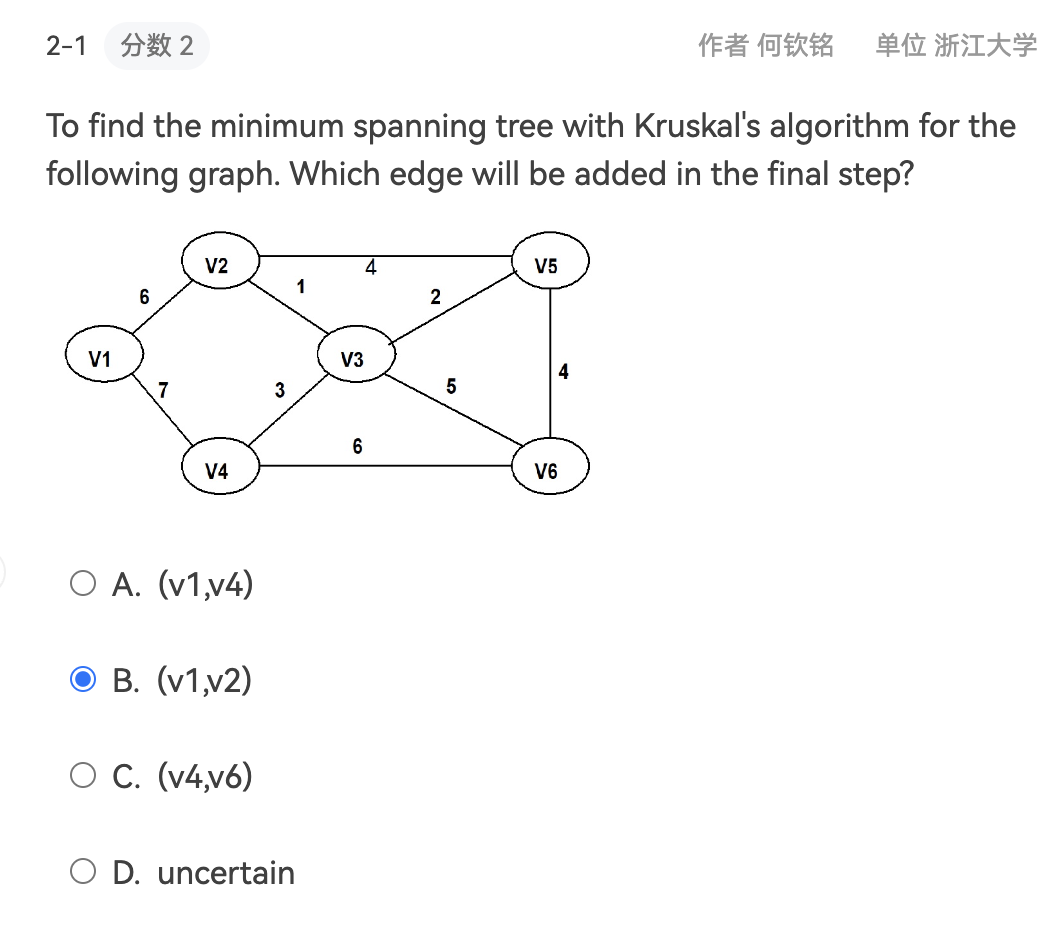 2-1 分数 2 作者 何钦铭 单位 浙江大学
To find the minimum spanning tree with Kruskal's algorithm for the
following graph. Which edge will be added in the final step?
V2 V5
4
1
6 2
V1 V3
4
7 3 5
6
V4 V6
A. (v1,v4)
B. (v1,v2)
C. (v4,v6)
D. uncertain